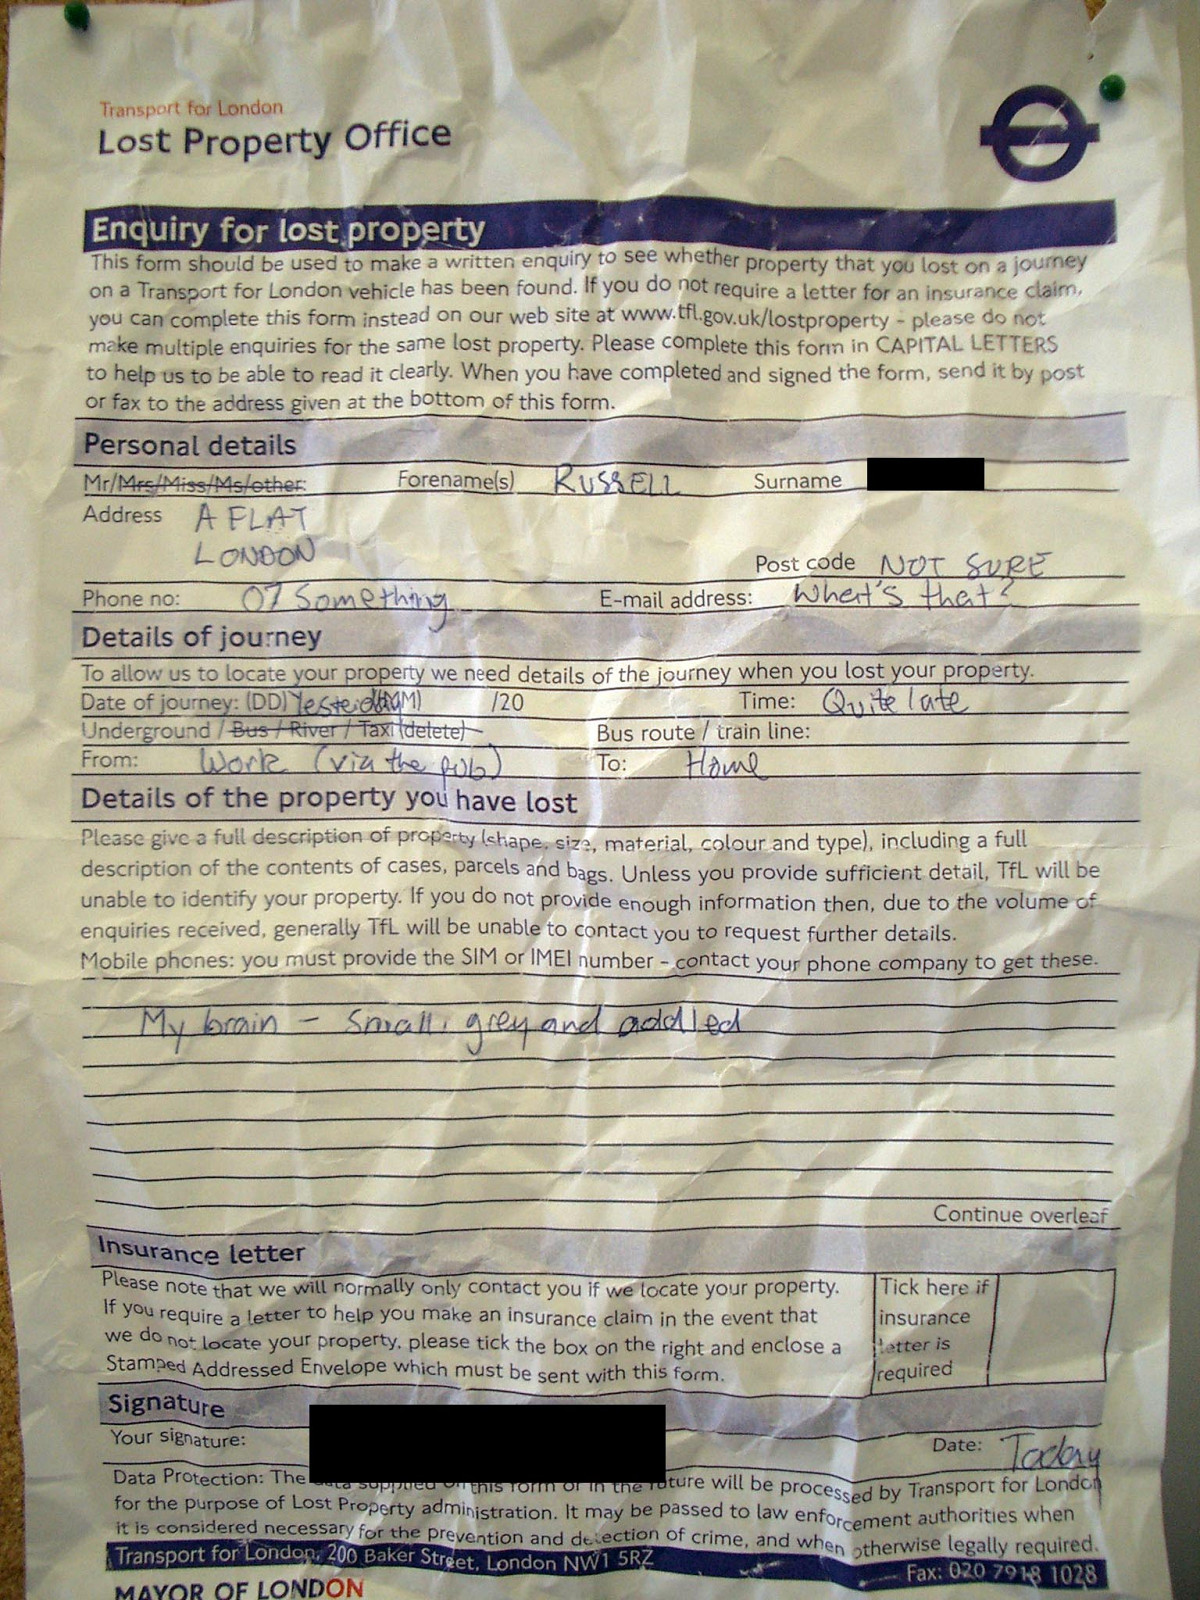 Transport for London
Lost Property Office
Enquiry for lost property
This form should be used to make a written enquiry to see whether property that you lost on a journey
on a Transport for London vehicle has been found. If you do not require a letter for an insurance claim,
you can complete this form instead on our web site at www.tfl.gov.uk/lostproperty – please do not
make multiple enquiries for the same lost property. Please complete this form in CAPITAL LETTERS
to help us to be able to read it clearly. When you have completed and signed the form, send it by post
or fax to the address given at the bottom of this form.
Personal details
Mr/Mrs/Miss/Ms/other: Forename(s) RUSSELL Surname
Address A FLAT
LONDON
Post code NOT SURE
Phone no: 07 Something E-mail address: What's that?
Details of journey
To allow us to locate your property we need details of the journey when you lost your property.
Date of journey: (DD) Yesterday (MM) /20 Time: Quite late
Underground / Bus / River / Taxi (delete) Bus route / train line:
From: Work (via the pub) To: Home
Details of the property you have lost
Please give a full description of property (shape, size, material, colour and type), including a full
description of the contents of cases, parcels and bags. Unless you provide sufficient detail, TfL will be
unable to identify your property. If you do not provide enough information then, due to the volume of
enquiries received, generally TfL will be unable to contact you to request further details.
Mobile phones: you must provide the SIM or IMEI number – contact your phone company to get these.
My brain – small, grey and addled
Continue overleaf
Insurance letter
Please note that we will normally only contact you if we locate your property.
If you require a letter to help you make an insurance claim in the event that
we do not locate your property, please tick the box on the right and enclose a
Stamped Addressed Envelope which must be sent with this form.
Tick here if
insurance
letter is
required
Signature
Your signature: Date: Today
Data Protection: The data supplied on this form or in the future will be processed by Transport for London
for the purpose of Lost Property administration. It may be passed to law enforcement authorities when
it is considered necessary for the prevention and detection of crime, and when otherwise legally required.
Transport for London, 200 Baker Street, London NW1 5RZ Fax: 020 7918 1028
MAYOR OF LONDON